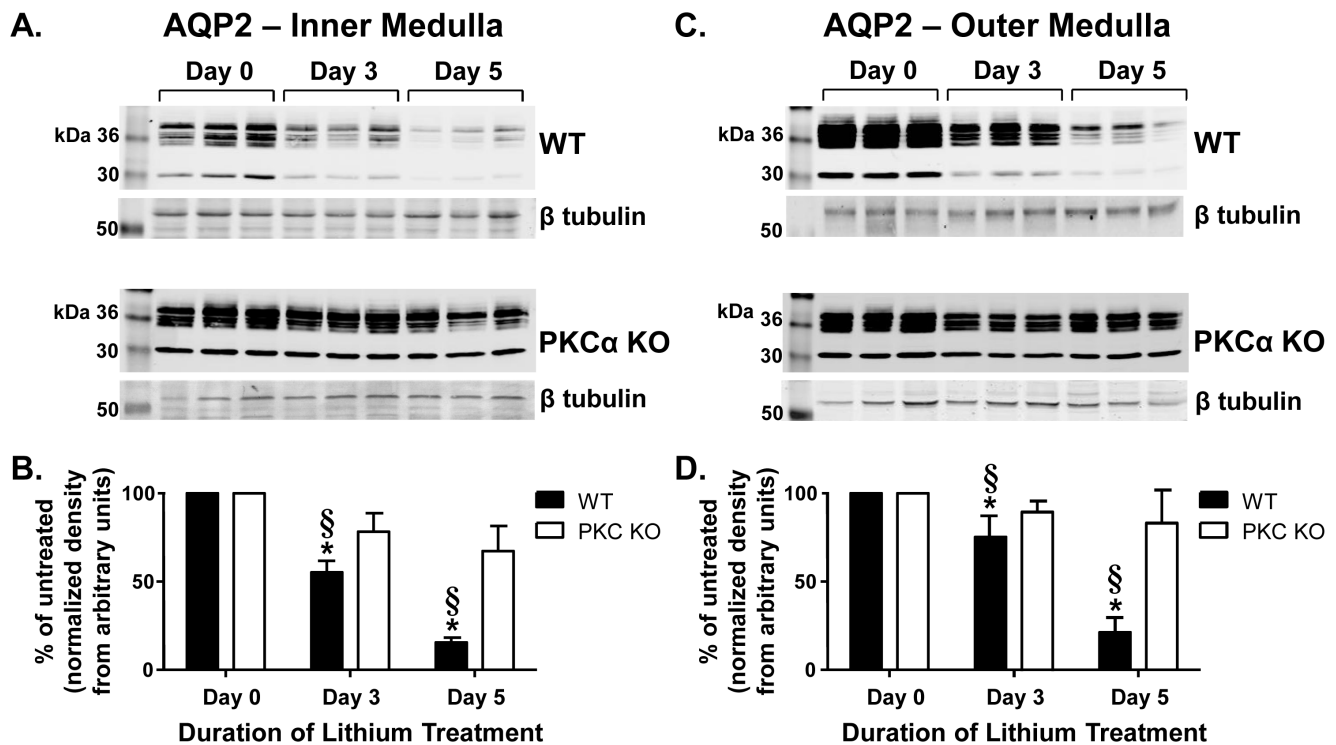 A.
AQP2 – Inner Medulla
Day 0 Day 3 Day 5
kDa 36
30
WT
50
β tubulin
kDa 36
30
PKCα KO
50
β tubulin
B.
% of untreated
(normalized density
from arbitrary units)
100
50
0
§
*
§
*
WT
PKC KO
Day 0 Day 3 Day 5
Duration of Lithium Treatment
C.
AQP2 – Outer Medulla
Day 0 Day 3 Day 5
kDa 36
30
WT
50
β tubulin
kDa 36
30
PKCα KO
50
β tubulin
D.
% of untreated
(normalized density
from arbitrary units)
100
50
0
§
*
§
*
WT
PKC KO
Day 0 Day 3 Day 5
Duration of Lithium Treatment